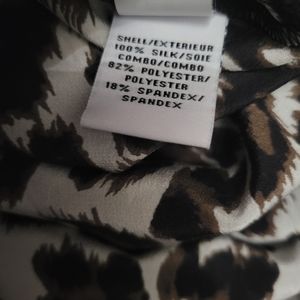 SHELL/EXTERIEUR
100% SILK/SOIE
COMBO/COMBO
82% POLYESTER/
POLYESTER
18% SPANDEX/
SPANDEX